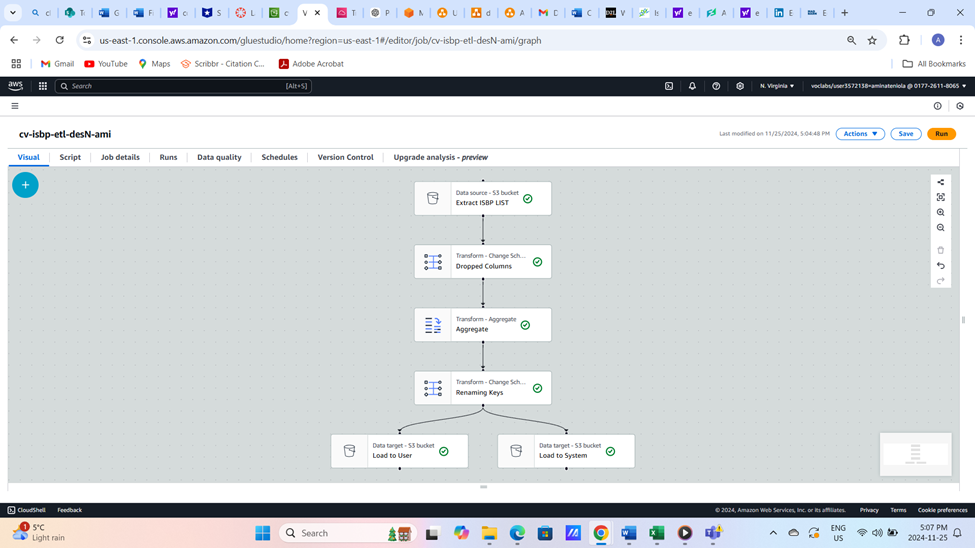 us-east-1.console.aws.amazon.com/gluestudio/home?region=us-east-1#/editor/job/cv-isbp-etl-desN-ami/graph
Gmail
YouTube
Maps
Scribbr - Citation C...
Adobe Acrobat
All Bookmarks
aws
Search
[Alt+S]
N. Virginia
voclabs/user3572138=aminateniola @ 0177-2611-8065
cv-isbp-etl-desN-ami
Last modified on 11/25/2024, 5:04:48 PM
Actions
Save
Run
Visual
Script
Job details
Runs
Data quality
Schedules
Version Control
Upgrade analysis - preview
Data source - S3 bucket
Extract ISBP LIST
Transform - Change Sch...
Dropped Columns
Transform - Aggregate
Aggregate
Transform - Change Sch...
Renaming Keys
Data target - S3 bucket
Load to User
Data target - S3 bucket
Load to System
CloudShell
Feedback
© 2024, Amazon Web Services, Inc. or its affiliates.
Privacy
Terms
Cookie preferences
1
5°C
Light rain
Search
ENG
US
5:07 PM
2024-11-25